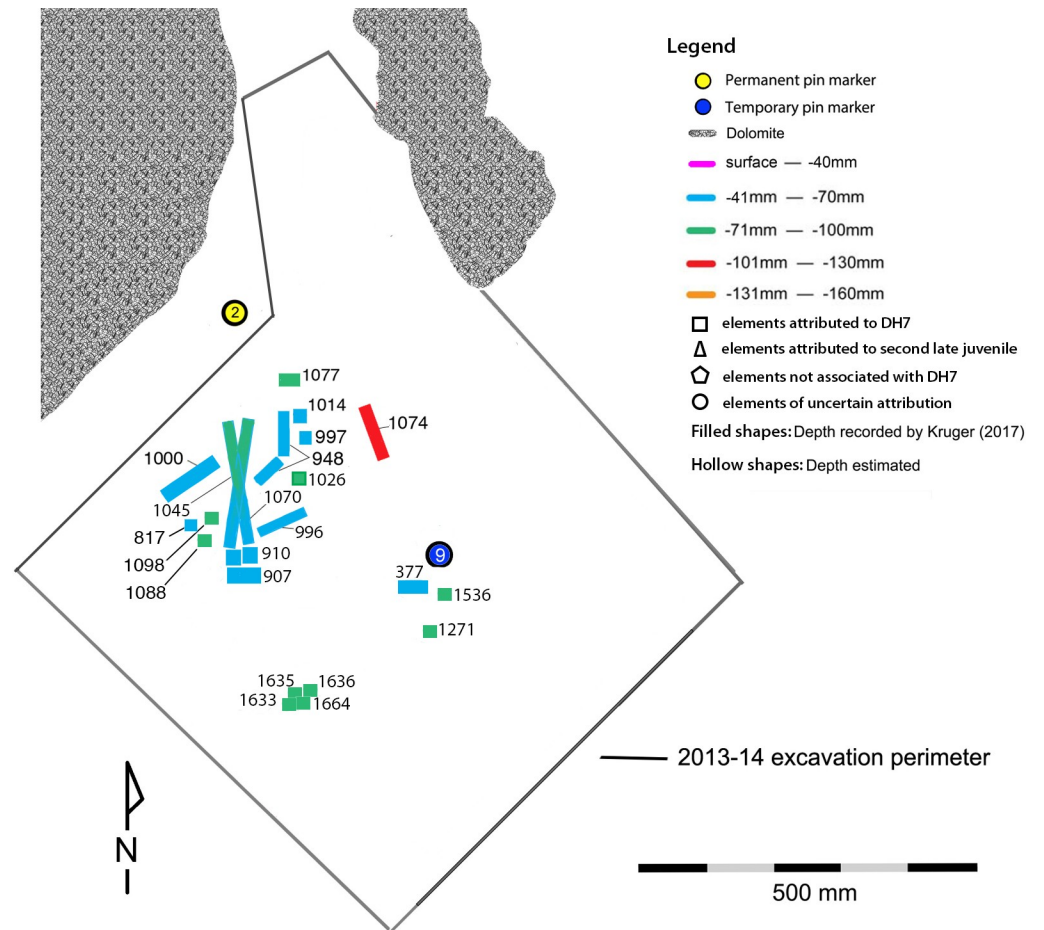 Legend
Permanent pin marker
Temporary pin marker
Dolomite
surface — -40mm
-41mm — -70mm
-71mm — -100mm
-101mm — -130mm
-131mm — -160mm
elements attributed to DH7
elements attributed to second late juvenile
elements not associated with DH7
elements of uncertain attribution
Filled shapes: Depth recorded by Kruger (2017)
Hollow shapes: Depth estimated
2
1077
1014
1074
997
948
1000
1026
1045
1070
996
817
1098
910
1088
907
9
377
1536
1271
1635
1636
1633
1664
2013-14 excavation perimeter
N
500 mm